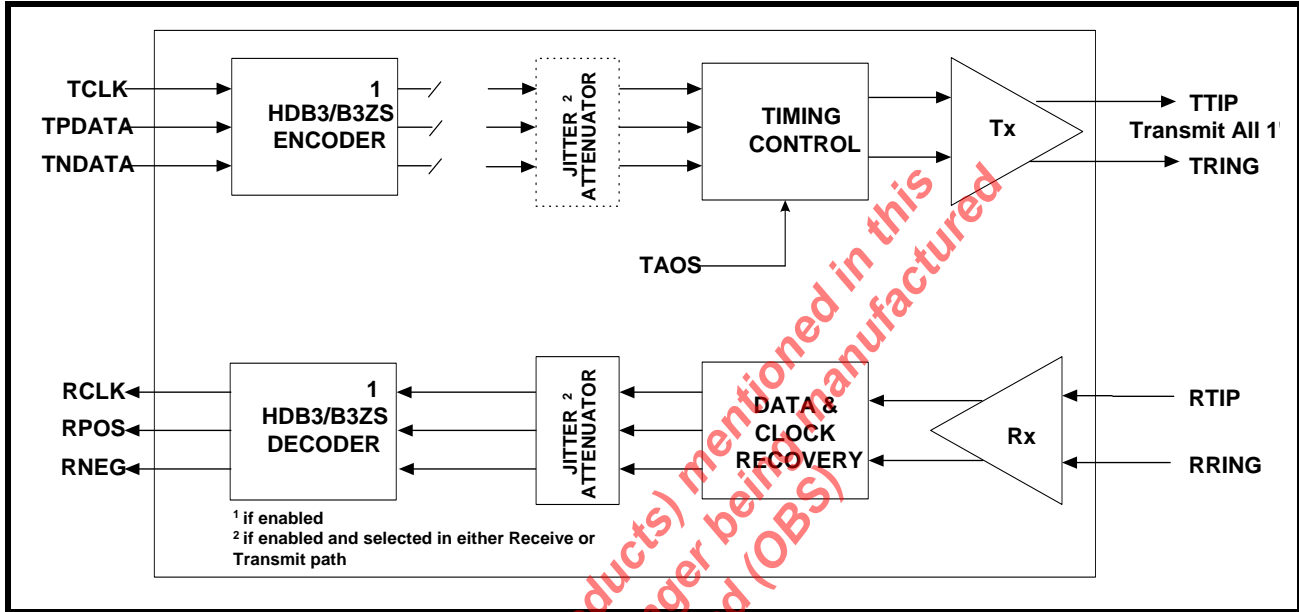 TCLK
TPDATA
TNDATA
1
HDB3/B3ZS
ENCODER
JITTER 2
ATTENUATOR
TIMING
CONTROL
Tx
TTIP
Transmit All 1'
TRING
TAOS
RCLK
RPOS
RNEG
1
HDB3/B3ZS
DECODER
JITTER 2
ATTENUATOR
DATA &
CLOCK
RECOVERY
Rx
RTIP
RRING
1 if enabled
2 if enabled and selected in either Receive or
Transmit path
ducts) mentioned in this
ger being manufactured
d (OBS)